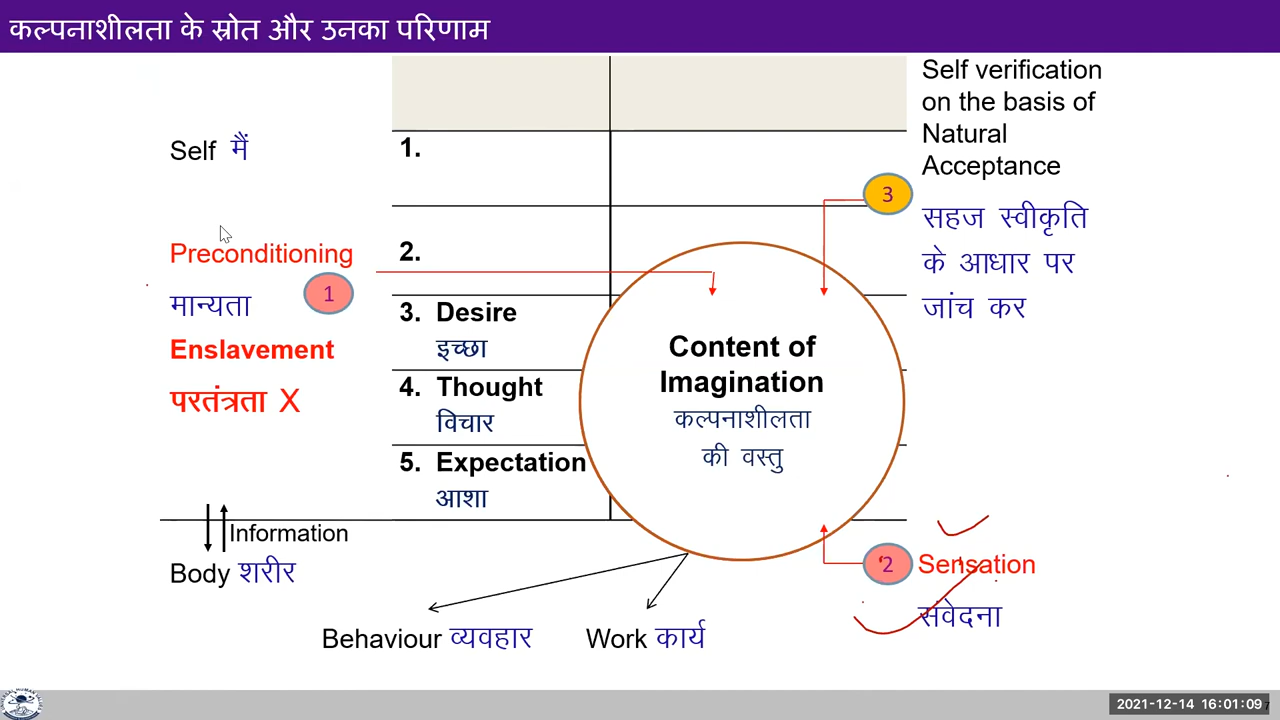 कल्पनाशीलता के स्रोत और उनका परिणाम
Self verification
on the basis of
Natural
Acceptance
सहज स्वीकृति
के आधार पर
जांच कर
Self मैं
1.
3
Preconditioning
मान्यता
1
2.
Enslavement
परतंत्रता X
3. Desire
इच्छा
4. Thought
विचार
5. Expectation
आशा
Content of
Imagination
कल्पनाशीलता
की वस्तु
Information
Body शरीर
2 Sensation
संवेदना
Behaviour व्यवहार
Work कार्य
2021-12-14 16:01:09
7